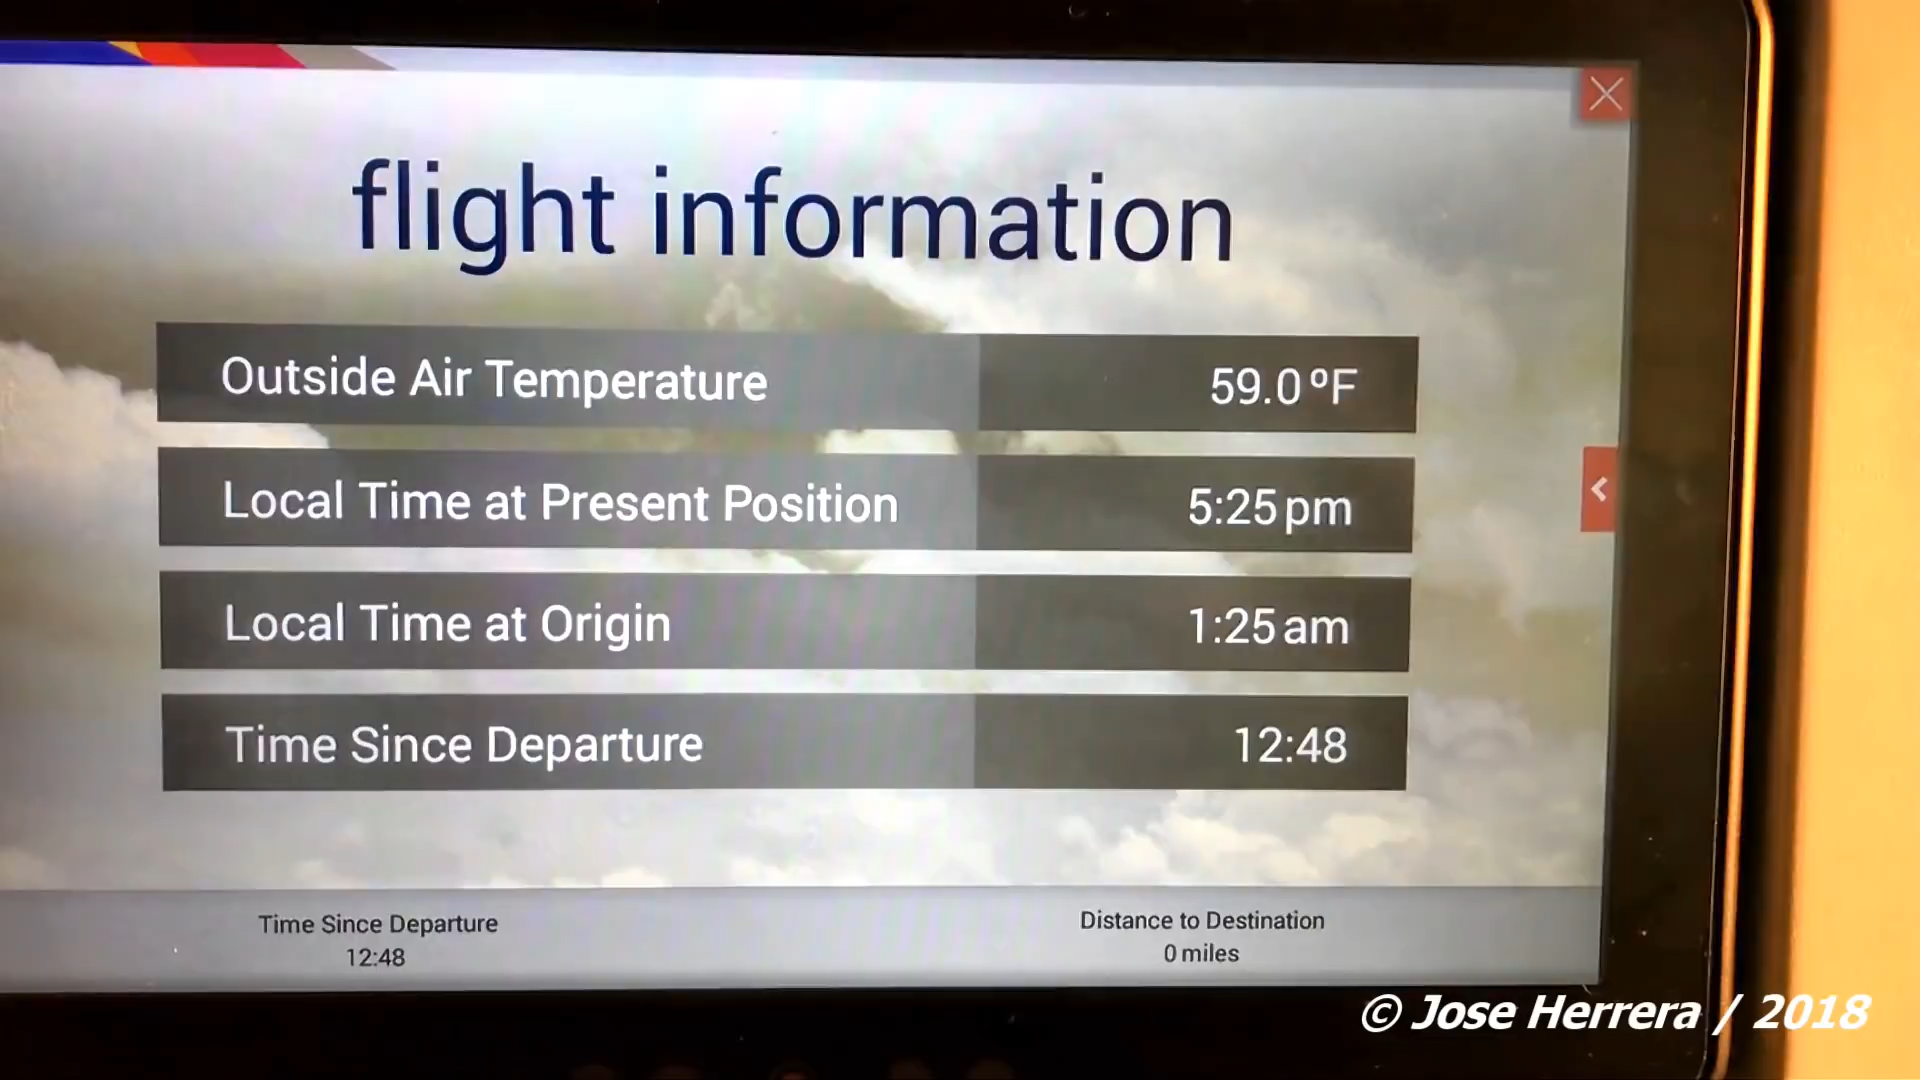 flight information
Outside Air Temperature 59.0ºF
Local Time at Present Position 5:25pm
Local Time at Origin 1:25am
Time Since Departure 12:48
Time Since Departure Distance to Destination
12:48 0 miles
© Jose Herrera / 2018